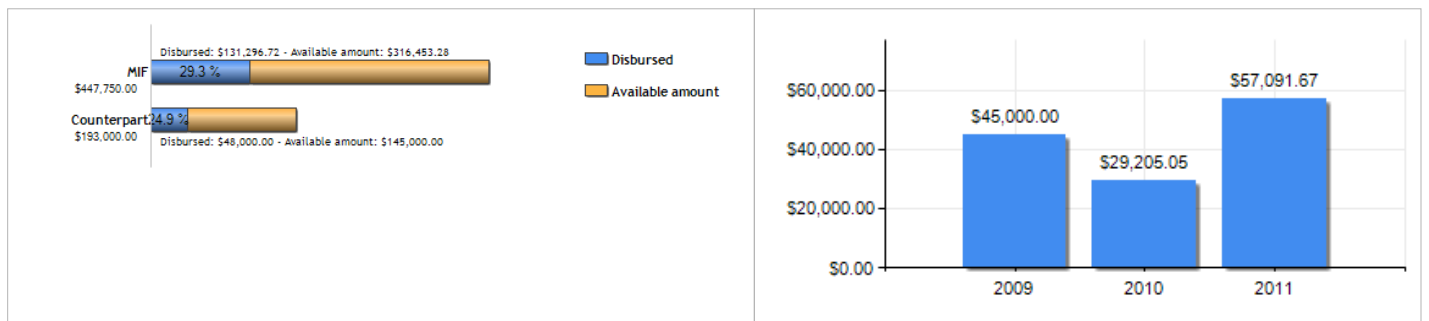 Disbursed: $131,296.72 - Available amount: $316,453.28
MIF
29.3 %
$447,750.00
Counterpart
24.9 %
$193,000.00
Disbursed: $48,000.00 - Available amount: $145,000.00
Disbursed
Available amount
$60,000.00
$40,000.00
$20,000.00
$0.00
$45,000.00
$29,205.05
$57,091.67
2009
2010
2011